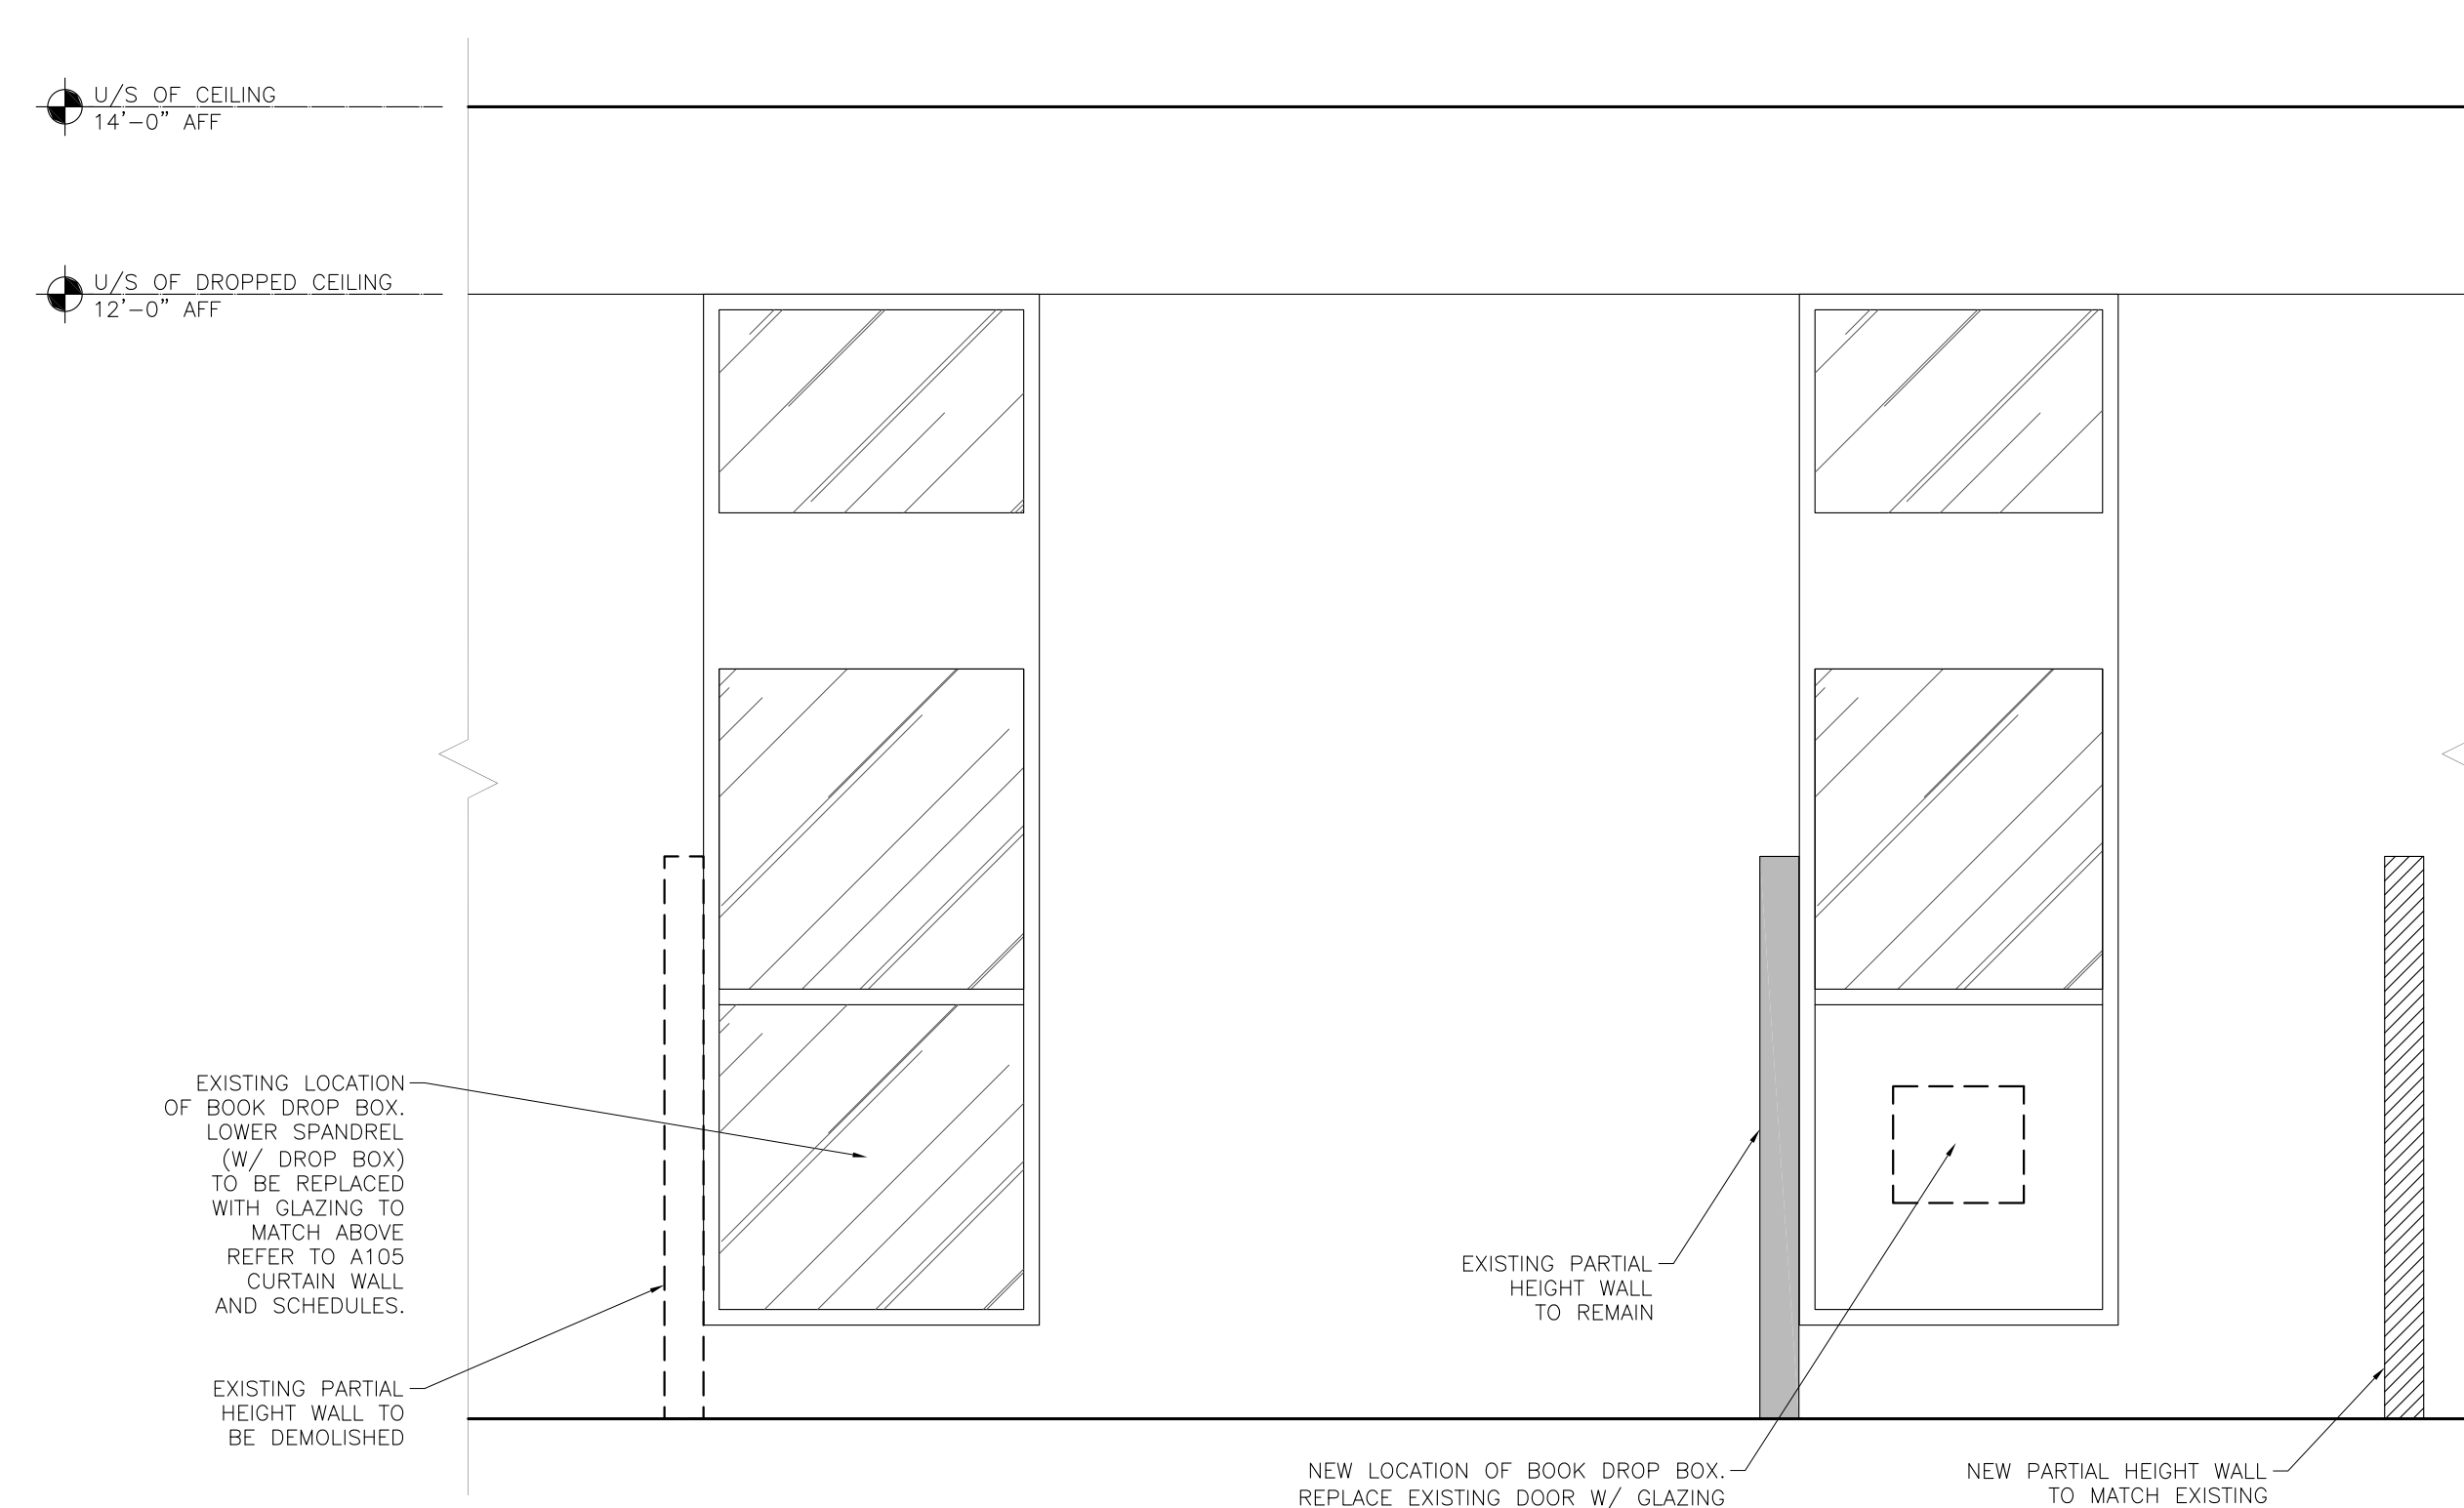 U/S OF CEILING
14'-0" AFF
U/S OF DROPPED CEILING
12'-0" AFF
EXISTING LOCATION
OF BOOK DROP BOX.
LOWER SPANDREL
(W/ DROP BOX)
TO BE REPLACED
WITH GLAZING TO
MATCH ABOVE
REFER TO A105
CURTAIN WALL
AND SCHEDULES.
EXISTING PARTIAL
HEIGHT WALL TO
BE DEMOLISHED
EXISTING PARTIAL
HEIGHT WALL
TO REMAIN
NEW LOCATION OF BOOK DROP BOX.
REPLACE EXISTING DOOR W/ GLAZING
NEW PARTIAL HEIGHT WALL
TO MATCH EXISTING